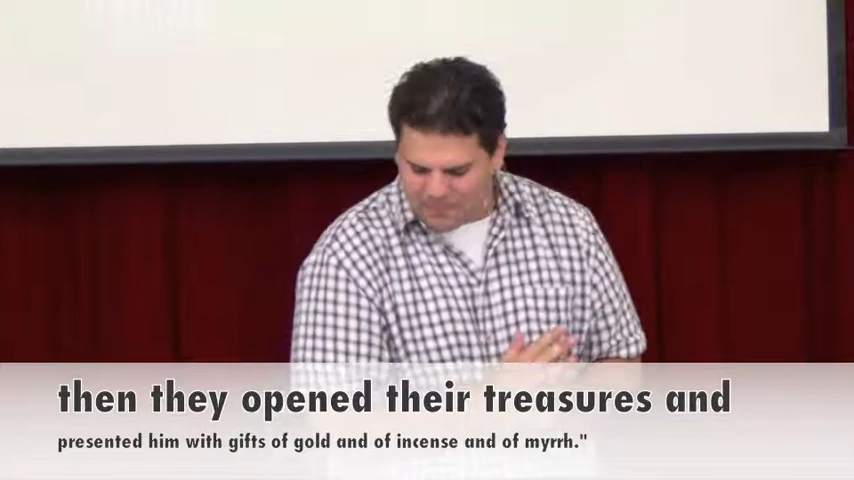 then they opened their treasures and
presented him with gifts of gold and of incense and of myrrh."